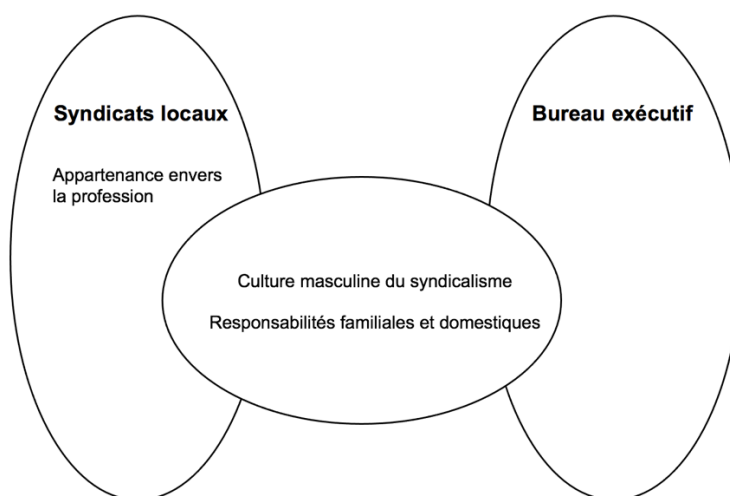 Syndicats locaux
Bureau exécutif
Appartenance envers
la profession
Culture masculine du syndicalisme
Responsabilités familiales et domestiques